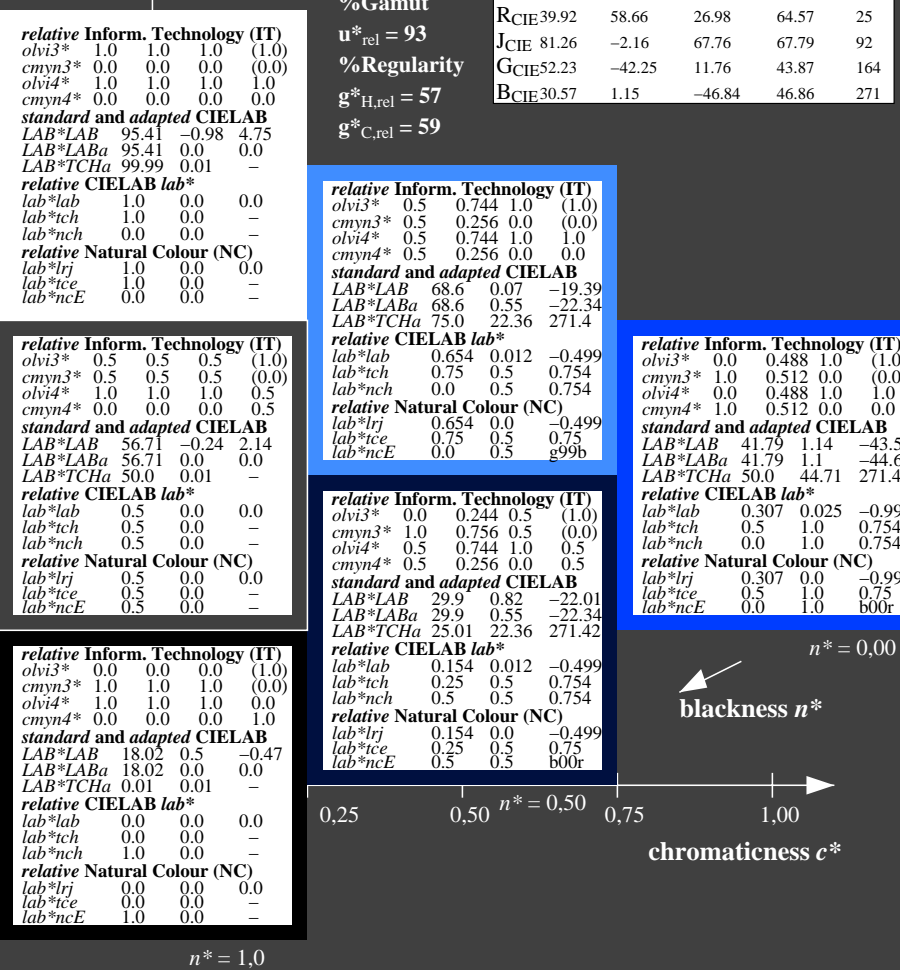 %Gamut
u*rel = 93
%Regularity
g*H,rel = 57
g*C,rel = 59
RCIE 39.92 58.66 26.98 64.57 25
JCIE 81.26 −2.16 67.76 67.79 92
GCIE 52.23 −42.25 11.76 43.87 164
BCIE 30.57 1.15 −46.84 46.86 271
relative Inform. Technology (IT)
olvi3* 1.0 1.0 1.0 (1.0)
cmyn3* 0.0 0.0 0.0 (0.0)
olvi4* 1.0 1.0 1.0 1.0
cmyn4* 0.0 0.0 0.0 0.0
standard and adapted CIELAB
LAB*LAB 95.41 −0.98 4.75
LAB*LABa 95.41 0.0 0.0
LAB*TCHa 99.99 0.01 –
relative CIELAB lab*
lab*lab 1.0 0.0 0.0
lab*tch 1.0 0.0 –
lab*nch 0.0 0.0 –
relative Natural Colour (NC)
lab*lrj 1.0 0.0 0.0
lab*tce 1.0 0.0 –
lab*ncE 0.0 0.0 –
relative Inform. Technology (IT)
olvi3* 0.5 0.744 1.0 (1.0)
cmyn3* 0.5 0.256 0.0 (0.0)
olvi4* 0.5 0.744 1.0 1.0
cmyn4* 0.5 0.256 0.0 0.0
standard and adapted CIELAB
LAB*LAB 68.6 0.07 −19.39
LAB*LABa 68.6 0.55 −22.34
LAB*TCHa 75.0 22.36 271.4
relative CIELAB lab*
lab*lab 0.654 0.012 −0.499
lab*tch 0.75 0.5 0.754
lab*nch 0.0 0.5 0.754
relative Natural Colour (NC)
lab*lrj 0.654 0.0 −0.499
lab*tce 0.75 0.5 0.75
lab*ncE 0.0 0.5 g99b
relative Inform. Technology (IT)
olvi3* 0.5 0.5 0.5 (1.0)
cmyn3* 0.5 0.5 0.5 (0.0)
olvi4* 1.0 1.0 1.0 0.5
cmyn4* 0.0 0.0 0.0 0.5
standard and adapted CIELAB
LAB*LAB 56.71 −0.24 2.14
LAB*LABa 56.71 0.0 0.0
LAB*TCHa 50.0 0.01 –
relative CIELAB lab*
lab*lab 0.5 0.0 0.0
lab*tch 0.5 0.0 –
lab*nch 0.5 0.0 –
relative Natural Colour (NC)
lab*lrj 0.5 0.0 0.0
lab*tce 0.5 0.0 –
lab*ncE 0.5 0.0 –
relative Inform. Technology (IT)
olvi3* 0.0 0.488 1.0 (1.0
cmyn3* 1.0 0.512 0.0 (0.0
olvi4* 0.0 0.488 1.0 1.0
cmyn4* 1.0 0.512 0.0 0.0
standard and adapted CIELAB
LAB*LAB 41.79 1.14 −43.5
LAB*LABa 41.79 1.1 −44.6
LAB*TCHa 50.0 44.71 271.4
relative CIELAB lab*
lab*lab 0.307 0.025 −0.99
lab*tch 0.5 1.0 0.754
lab*nch 0.0 1.0 0.754
relative Natural Colour (NC)
lab*lrj 0.307 0.0 −0.99
lab*tce 0.5 1.0 0.75
lab*ncE 0.0 1.0 b00r
relative Inform. Technology (IT)
olvi3* 0.0 0.244 0.5 (1.0)
cmyn3* 1.0 0.756 0.5 (0.0)
olvi4* 0.5 0.744 1.0 0.5
cmyn4* 0.5 0.256 0.0 0.5
standard and adapted CIELAB
LAB*LAB 29.9 0.82 −22.01
LAB*LABa 29.9 0.55 −22.34
LAB*TCHa 25.01 22.36 271.42
relative CIELAB lab*
lab*lab 0.154 0.012 −0.499
lab*tch 0.25 0.5 0.754
lab*nch 0.5 0.5 0.754
relative Natural Colour (NC)
lab*lrj 0.154 0.0 −0.499
lab*tce 0.25 0.5 0.75
lab*ncE 0.5 0.5 b00r
relative Inform. Technology (IT)
olvi3* 0.0 0.0 0.0 (1.0)
cmyn3* 1.0 1.0 1.0 (0.0)
olvi4* 1.0 1.0 1.0 0.0
cmyn4* 0.0 0.0 0.0 1.0
standard and adapted CIELAB
LAB*LAB 18.02 0.5 −0.47
LAB*LABa 18.02 0.0 0.0
LAB*TCHa 0.01 0.01 –
relative CIELAB lab*
lab*lab 0.0 0.0 0.0
lab*tch 0.0 0.0 –
lab*nch 1.0 0.0 –
relative Natural Colour (NC)
lab*lrj 0.0 0.0 0.0
lab*tce 0.0 0.0 –
lab*ncE 1.0 0.0 –
n* = 0,00
blackness n*
n* = 0,50
0,25 0,50 0,75 1,00
chromaticness c*
n* = 1,0